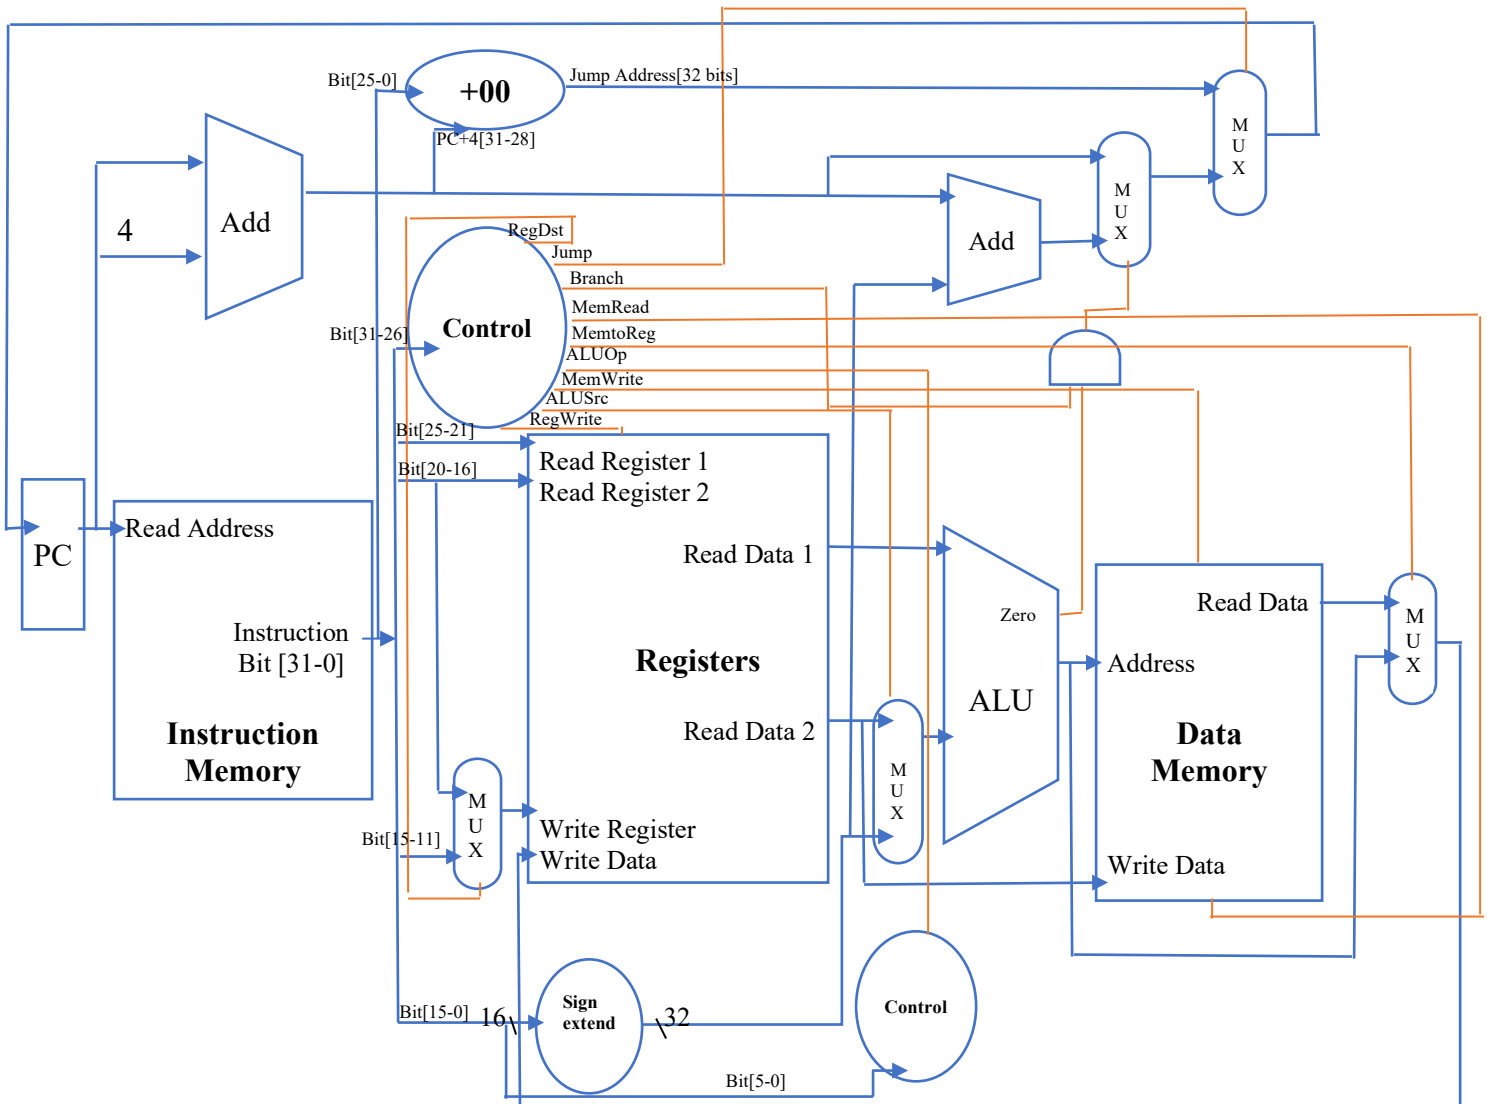 Bit[25-0]
+00
Jump Address[32 bits]
PC+4[31-28]
M
U
X
4
Add
M
U
X
Add
RegDst
Jump
Branch
MemRead
MemtoReg
ALUOp
MemWrite
ALUSrc
RegWrite
Bit[31-26]
Control
Bit[25-21]
Bit[20-16]
Read Register 1
Read Register 2
Read Address
PC
Read Data 1
Instruction
Bit [31-0]
Registers
Zero
Read Data
M
U
X
Address
ALU
Read Data 2
Instruction
Memory
Data
Memory
M
U
X
M
U
X
Bit[15-11]
Write Register
Write Data
Write Data
Bit[15-0]
16
Sign
extend
32
Control
Bit[5-0]